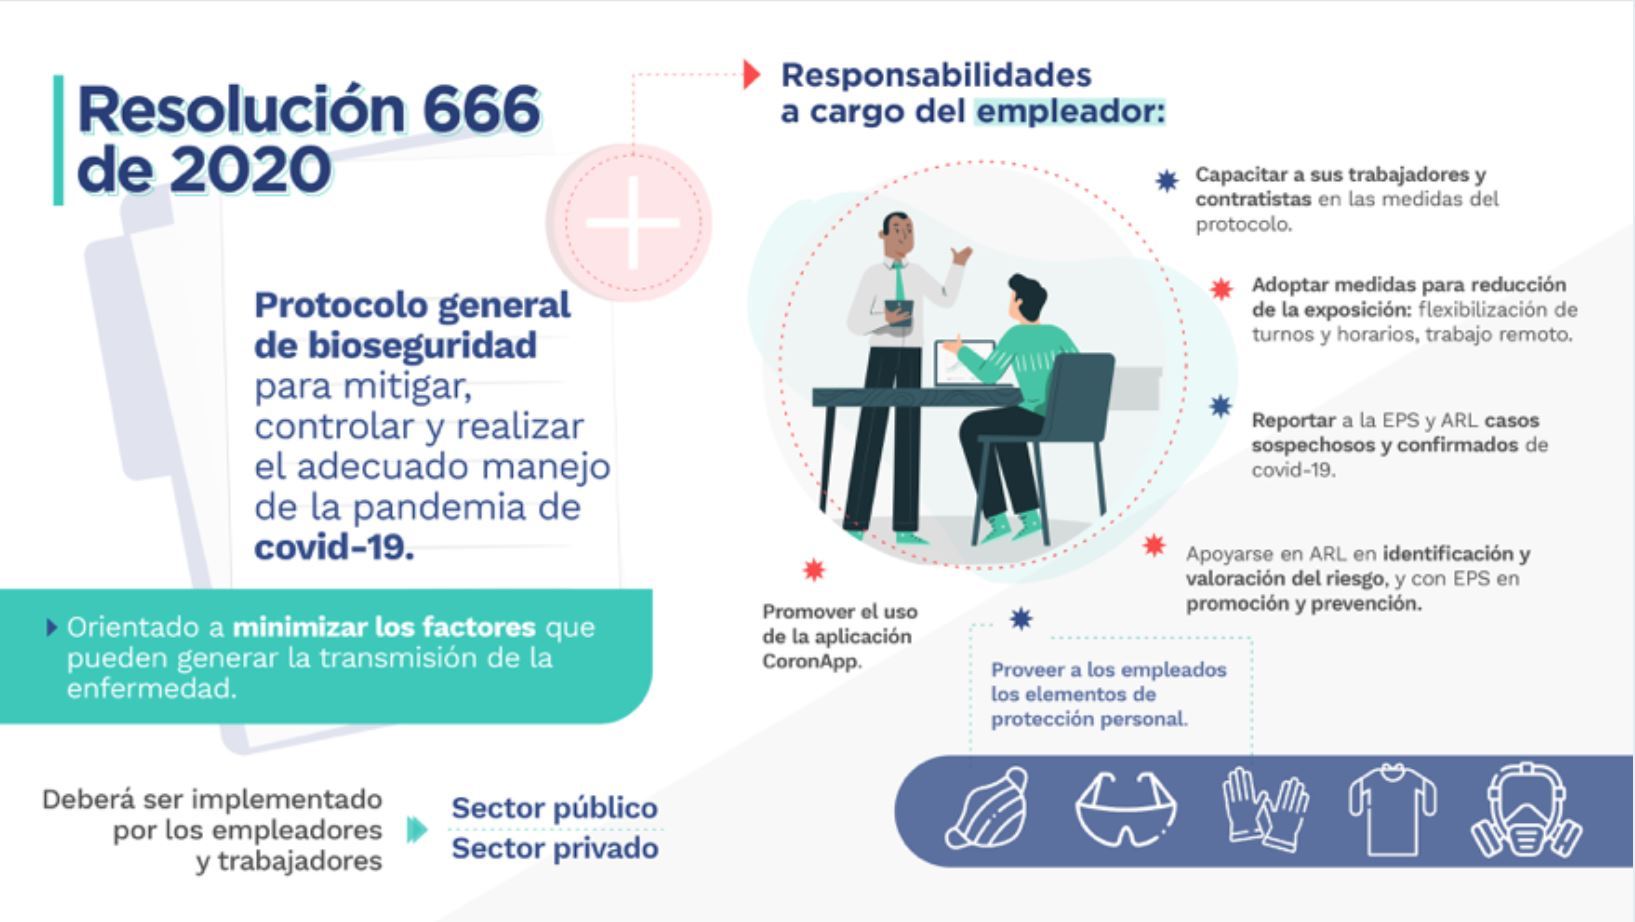 Resolución 666
de 2020
Protocolo general
de bioseguridad
para mitigar,
controlar y realizar
el adecuado manejo
de la pandemia de
covid-19.
Orientado a minimizar los factores que
pueden generar la transmisión de la
enfermedad.
Deberá ser implementado
por los empleadores
y trabajadores
Sector público
Sector privado
Responsabilidades
a cargo del empleador:
Capacitar a sus trabajadores y
contratistas en las medidas del
protocolo.
Adoptar medidas para reducción
de la exposición: flexibilización de
turnos y horarios, trabajo remoto.
Reportar a la EPS y ARL casos
sospechosos y confirmados de
covid-19.
Apoyarse en ARL en identificación y
valoración del riesgo, y con EPS en
promoción y prevención.
Promover el uso
de la aplicación
CoronApp.
Proveer a los empleados
los elementos de
protección personal.